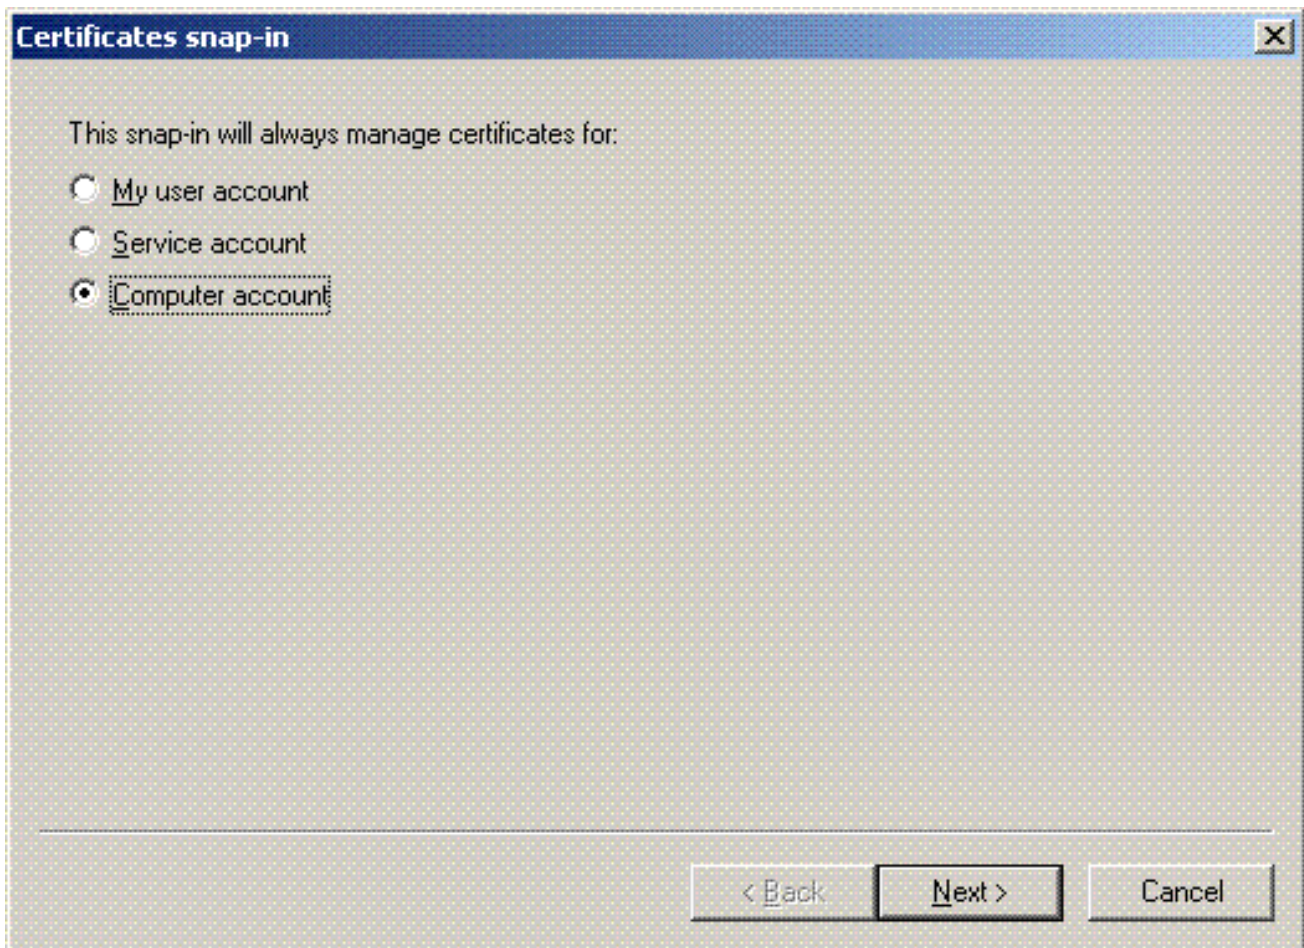 Certificates snap-in
This snap-in will always manage certificates for:
My user account
Service account
Computer account
< Back
Next >
Cancel